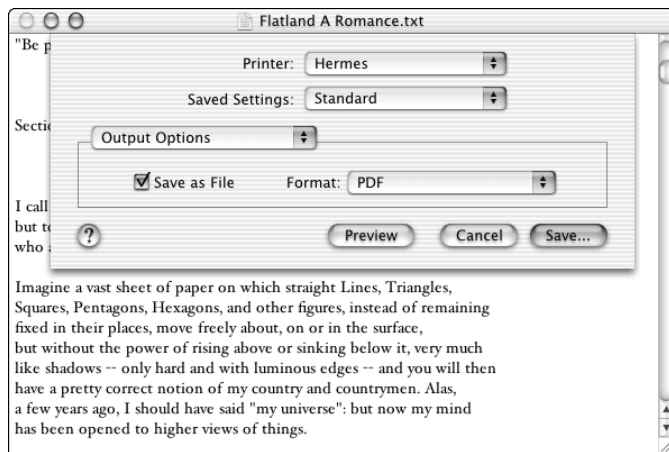 Flatland A Romance.txt
"Be p
Printer: Hermes
Saved Settings: Standard
Output Options
Save as File Format: PDF
? Preview Cancel Save...
I call
but to
who
Imagine a vast sheet of paper on which straight Lines, Triangles,
Squares, Pentagons, Hexagons, and other figures, instead of remaining
fixed in their places, move freely about, on or in the surface,
but without the power of rising above or sinking below it, very much
like shadows -- only hard and with luminous edges -- and you will then
have a pretty correct notion of my country and countrymen. Alas,
a few years ago, I should have said "my universe": but now my mind
has been opened to higher views of things.